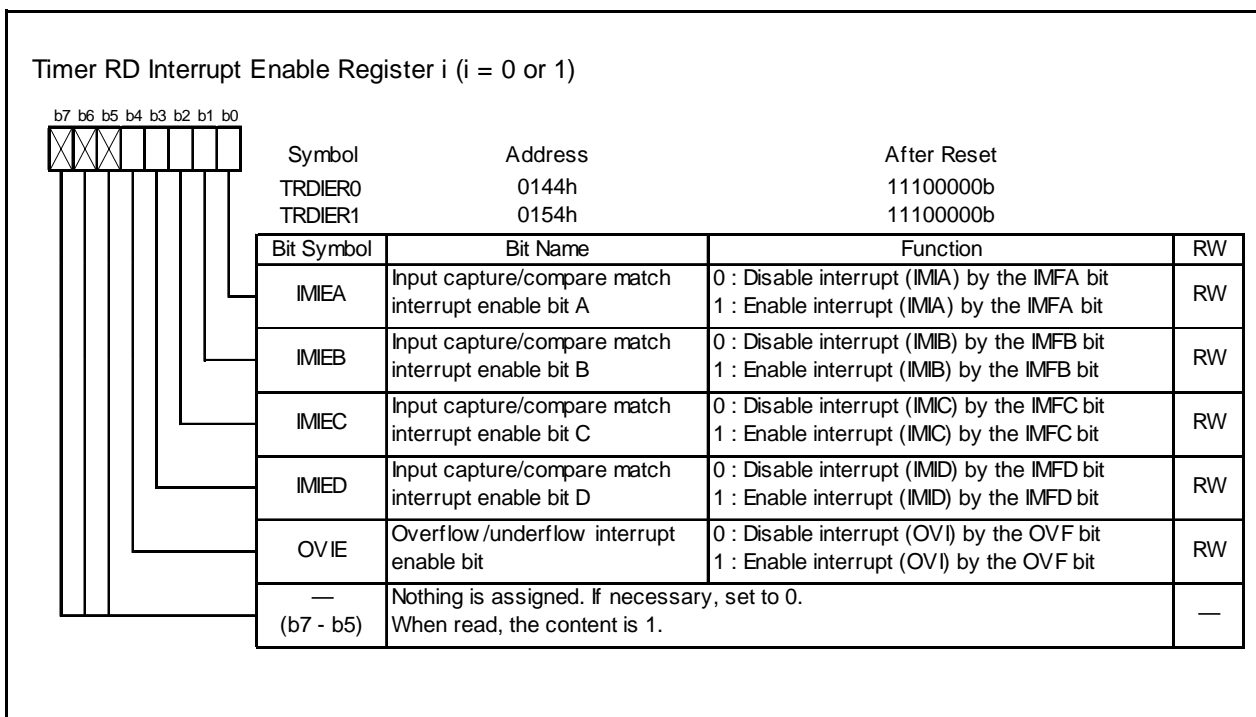 Timer RD Interrupt Enable Register i (i = 0 or 1)
b7 b6 b5 b4 b3 b2 b1 b0
Symbol Address After Reset
TRDIER0 0144h 11100000b
TRDIER1 0154h 11100000b
Bit Symbol Bit Name Function RW
IMIEA Input capture/compare match interrupt enable bit A 0 : Disable interrupt (IMIA) by the IMFA bit RW
1 : Enable interrupt (IMIA) by the IMFA bit
IMIEB Input capture/compare match interrupt enable bit B 0 : Disable interrupt (IMIB) by the IMFB bit RW
1 : Enable interrupt (IMIB) by the IMFB bit
IMIEC Input capture/compare match interrupt enable bit C 0 : Disable interrupt (IMIC) by the IMFC bit RW
1 : Enable interrupt (IMIC) by the IMFC bit
IMIED Input capture/compare match interrupt enable bit D 0 : Disable interrupt (IMID) by the IMFD bit RW
1 : Enable interrupt (IMID) by the IMFD bit
OVIE Overflow/underflow interrupt enable bit 0 : Disable interrupt (OVI) by the OVF bit RW
1 : Enable interrupt (OVI) by the OVF bit
— Nothing is assigned. If necessary, set to 0. —
(b7 - b5) When read, the content is 1.